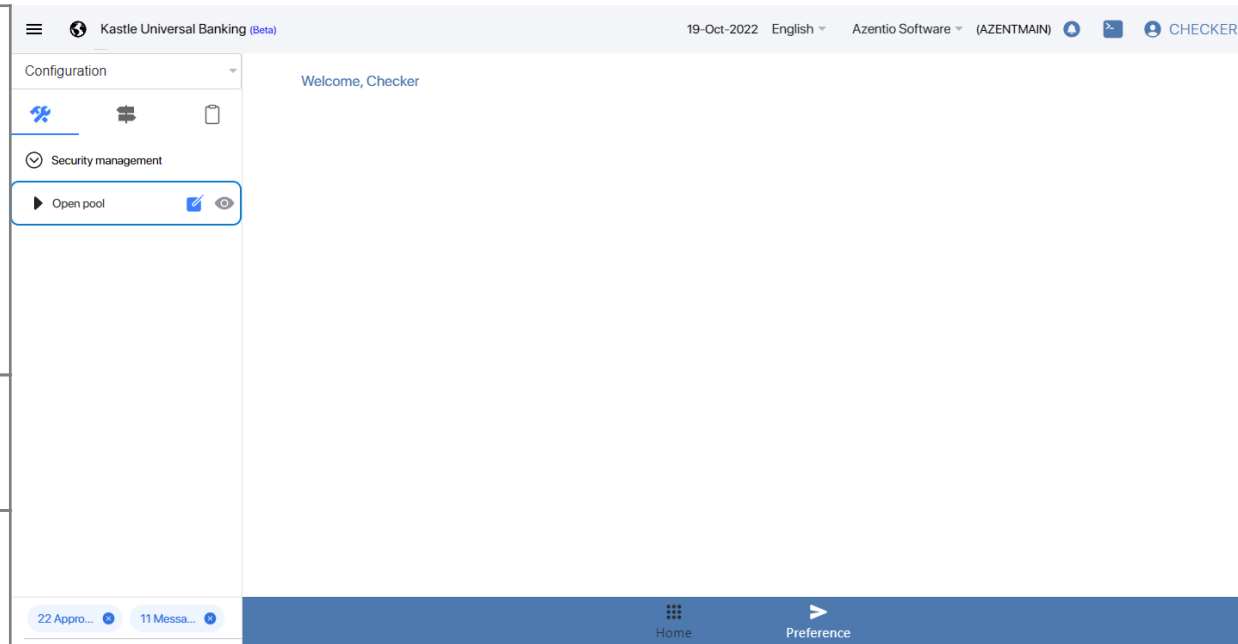 Kastle Universal Banking (Beta)
19-Oct-2022 English Azentio Software (AZENTMAIN) CHECKER
Configuration
Welcome, Checker
Security management
Open pool
22 Appro... 11 Messa...
Home Preference